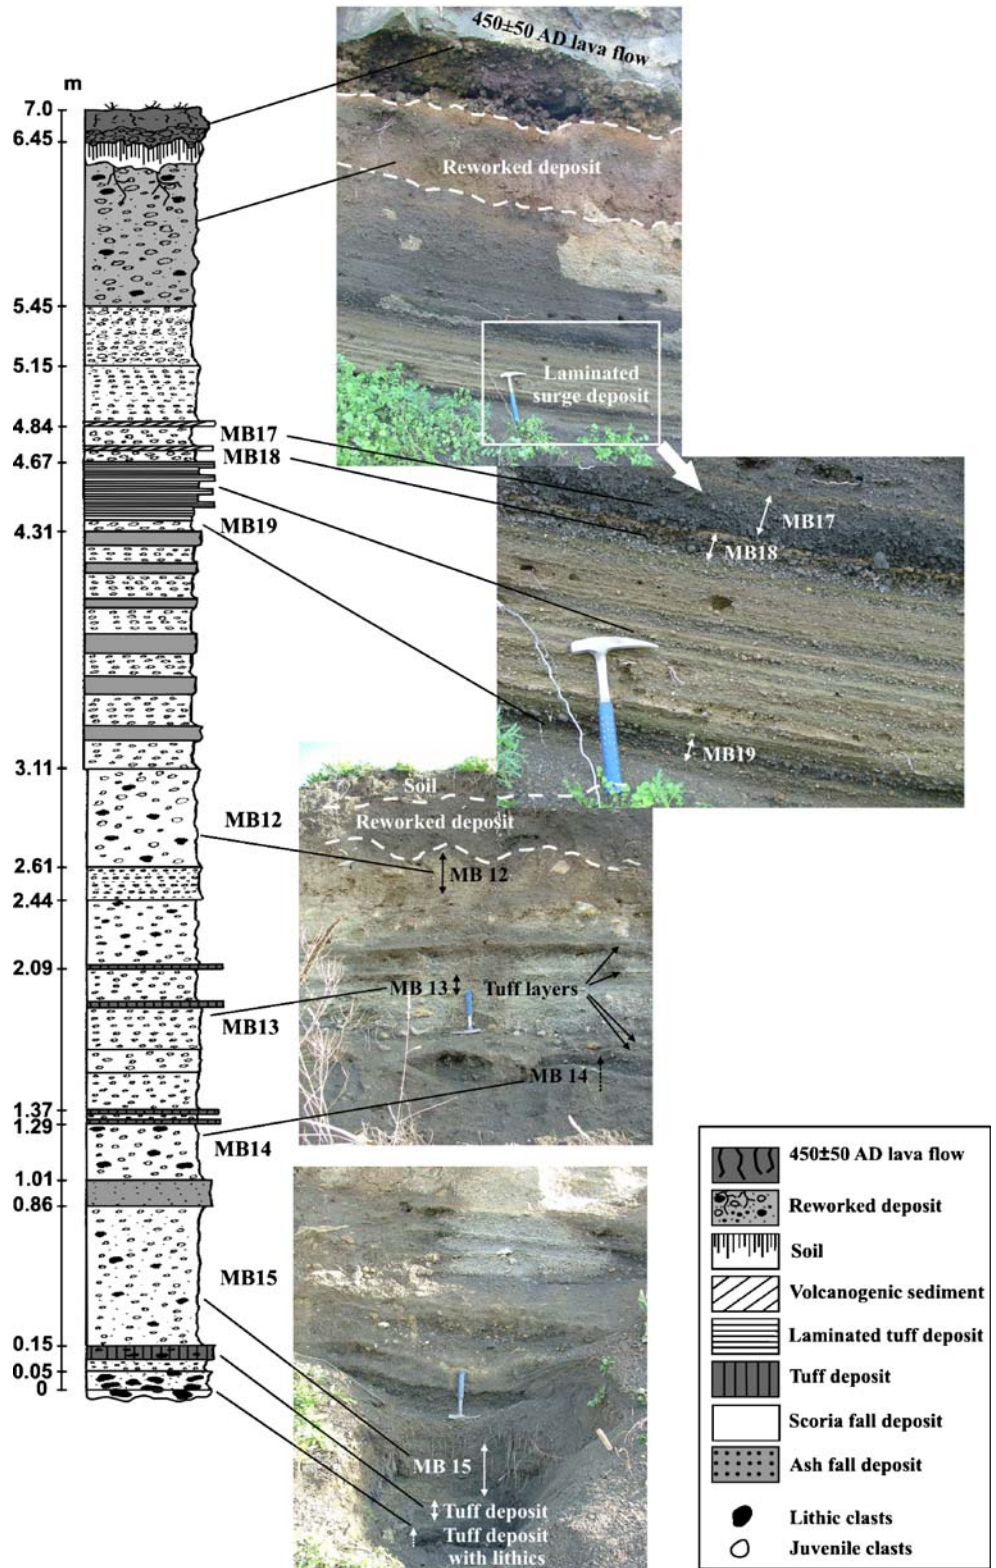 m
7.0
6.45
5.45
5.15
4.84
4.67
4.31
3.11
2.61
2.44
2.09
1.37
1.29
1.01
0.86
0.15
0.05
0
MB17
MB18
MB19
MB12
MB13
MB14
MB15
450±50 AD lava flow
Reworked deposit
Laminated
surge deposit
MB17
MB18
MB19
Soil
Reworked deposit
MB 12
MB 13
Tuff layers
MB 14
MB 15
Tuff deposit
Tuff deposit
with lithics
450±50 AD lava flow
Reworked deposit
Soil
Volcanogenic sediment
Laminated tuff deposit
Tuff deposit
Scoria fall deposit
Ash fall deposit
Lithic clasts
Juvenile clasts